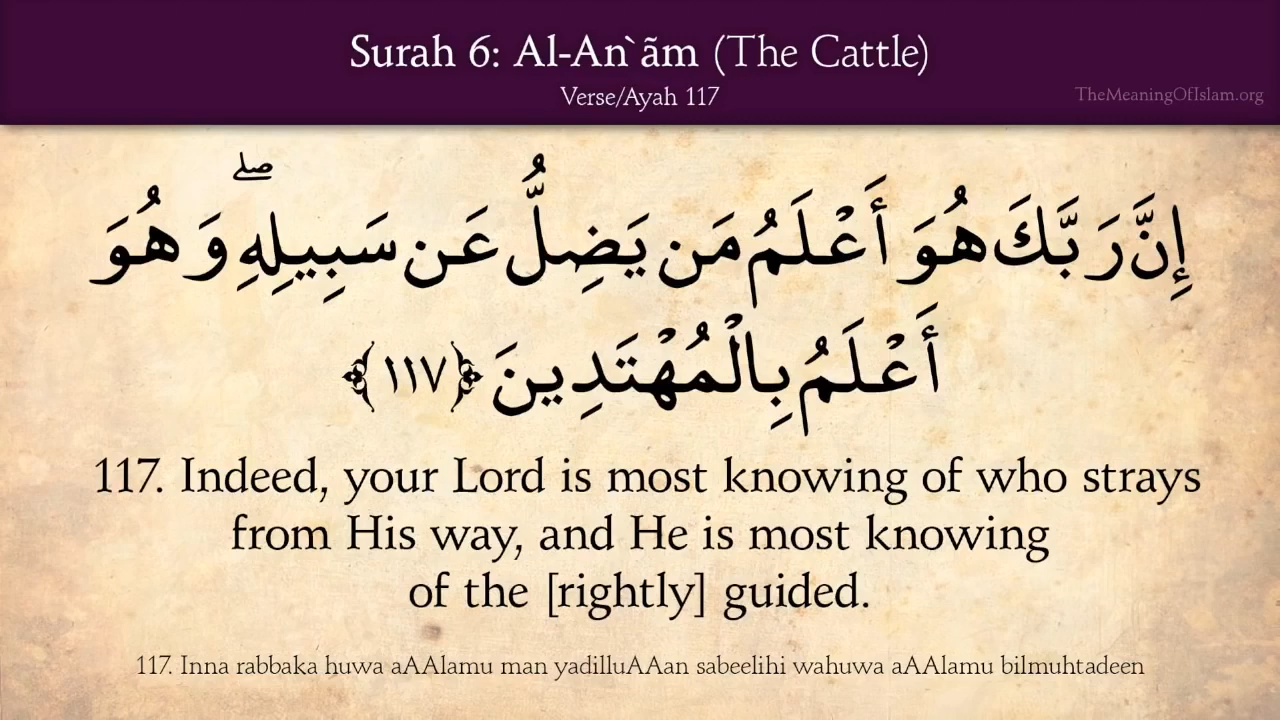 Surah 6: Al-An`ãm (The Cattle)
Verse/Ayah 117
TheMeaningOfIslam.org
إِنَّ رَبَّكَ هُوَ أَعْلَمُ مَن يَضِلُّ عَن سَبِيلِهِ ۖ وَهُوَ
أَعْلَمُ بِالْمُهْتَدِينَ ﴿١١٧﴾
117. Indeed, your Lord is most knowing of who strays
from His way, and He is most knowing
of the [rightly] guided.
117. Inna rabbaka huwa aAAlamu man yadilluAAan sabeelihi wahuwa aAAlamu bilmuhtadeen